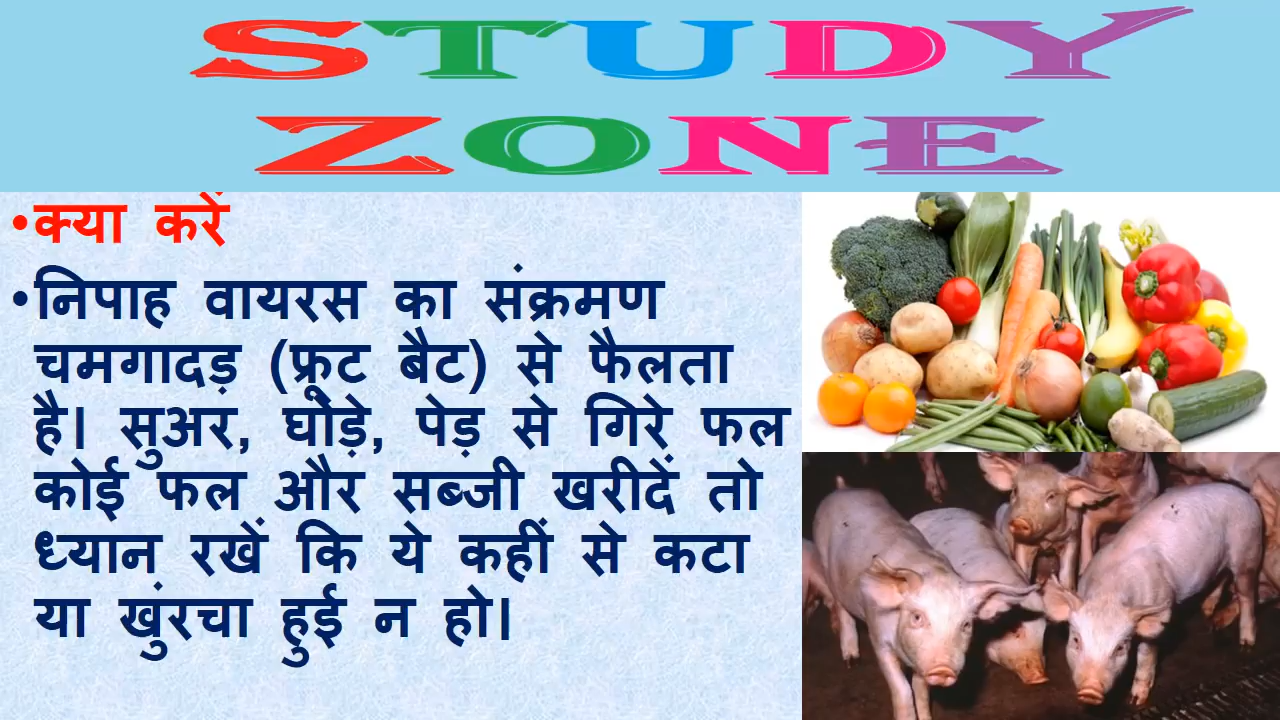 STUDY
ZONE
•क्या करें
•निपाह वायरस का संक्रमण
चमगादड़ (फ्रूट बैट) से फैलता
है। सुअर, घोड़े, पेड़ से गिरे फल
कोई फल और सब्जी खरीदें तो
ध्यान रखें कि ये कहीं से कटा
या खुंरचा हुई न हो।